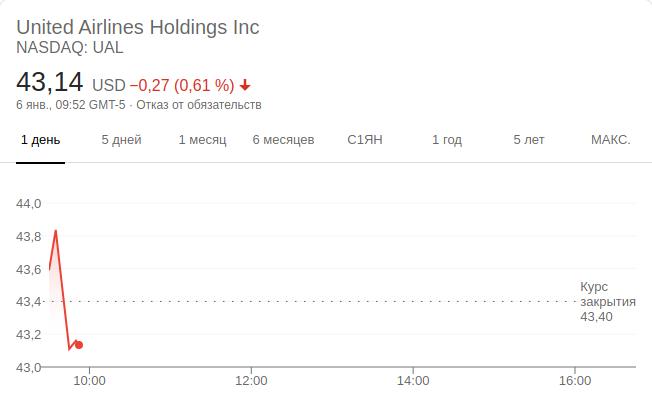 United Airlines Holdings Inc
NASDAQ: UAL
43,14 USD −0,27 (0,61 %)
6 янв., 09:52 GMT-5 · Отказ от обязательств
1 день 5 дней 1 месяц 6 месяцев С1ЯН 1 год 5 лет МАКС.
44,0
43,8
43,6
43,4
43,2
43,0
Курс
закрытия
43,40
10:00 12:00 14:00 16:00